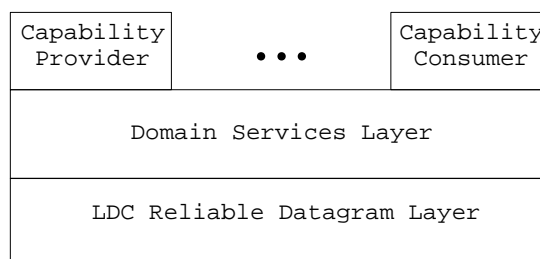 Capability
Provider
• • •
Capability
Consumer
Domain Services Layer
LDC Reliable Datagram Layer